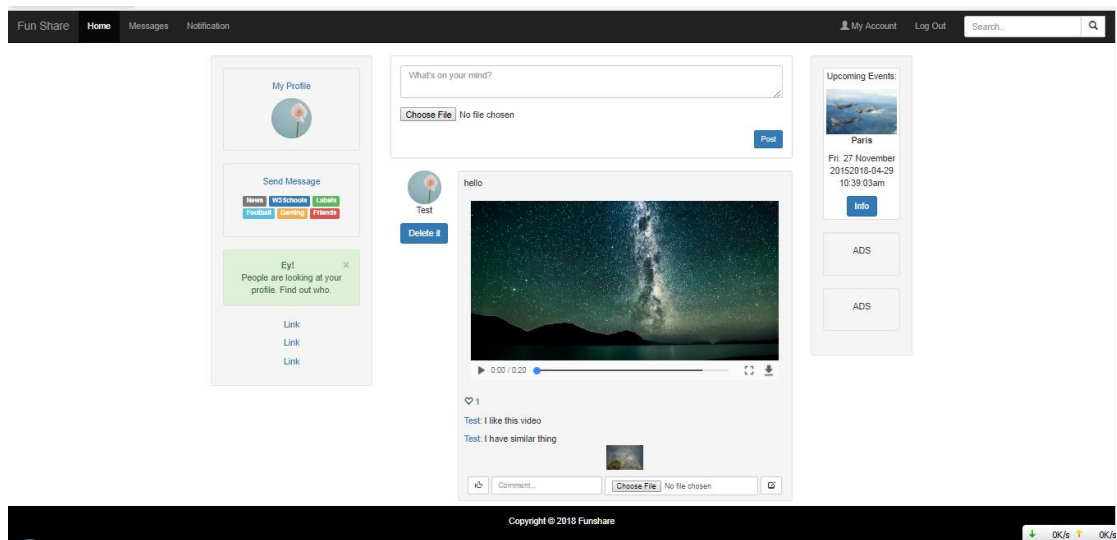 Fun Share Home Messages Notification My Account Log Out Search..
My Profile
Send Message
News W3Schools Labels
Football Gaming Friends
Ey! ×
People are looking at your
profile. Find out who.
Link
Link
Link
What's on your mind?
Choose File No file chosen
Post
Test
Delete it
hello
0:00 / 0:20
1
Test: I like this video
Test: I have similar thing
Comment...
Choose File No file chosen
Upcoming Events:
Paris
Fri. 27 November
20152018-04-29
10:39:03am
Info
ADS
ADS
Copyright © 2018 Funshare
0K/s 0K/s